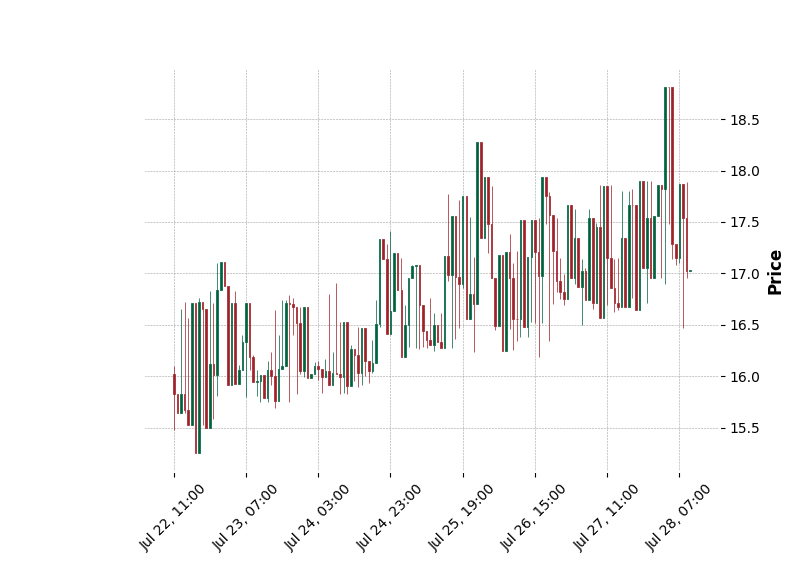 18.5
18.0
17.5
17.0
16.5
16.0
15.5
Price
Jul 22, 11:00
Jul 23, 07:00
Jul 24, 03:00
Jul 24, 23:00
Jul 25, 19:00
Jul 26, 15:00
Jul 27, 11:00
Jul 28, 07:00